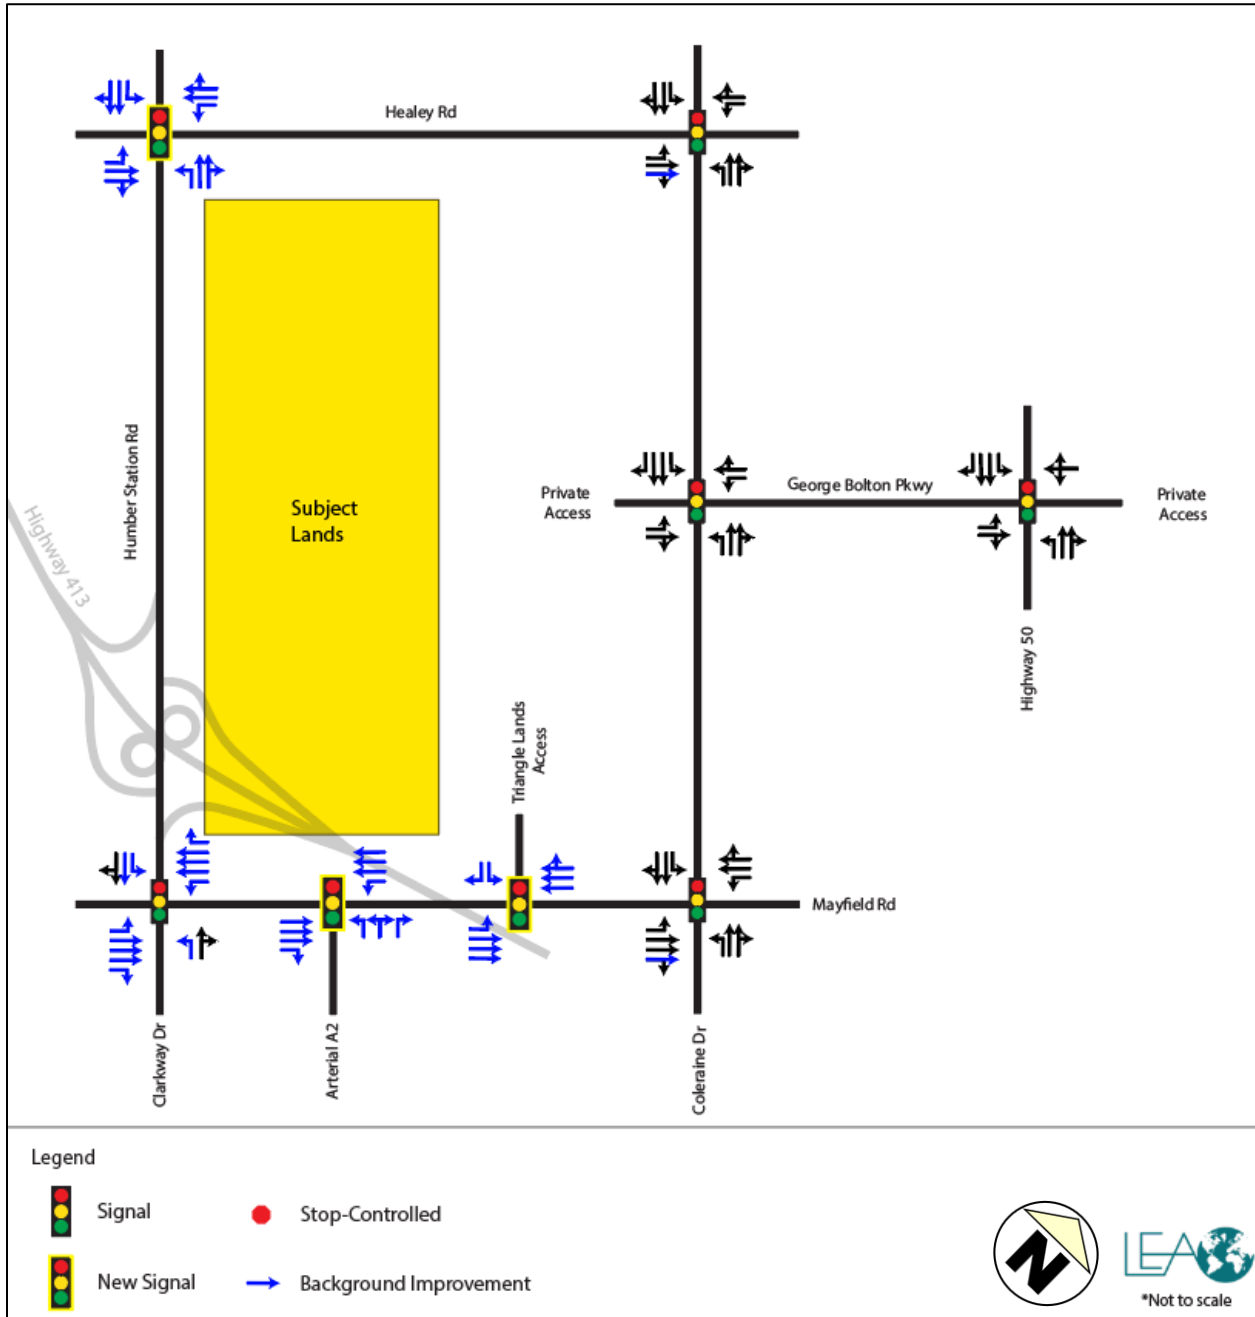 Healey Rd
Humber Station Rd
Highway 413
Subject
Lands
Private
Access
George Bolton Pkwy
Private
Access
Highway 50
Triangle Lands
Access
Mayfield Rd
Clarkway Dr
Arterial A2
Coleraine Dr
Legend
Signal
Stop-Controlled
New Signal
Background Improvement
N
LEA
*Not to scale